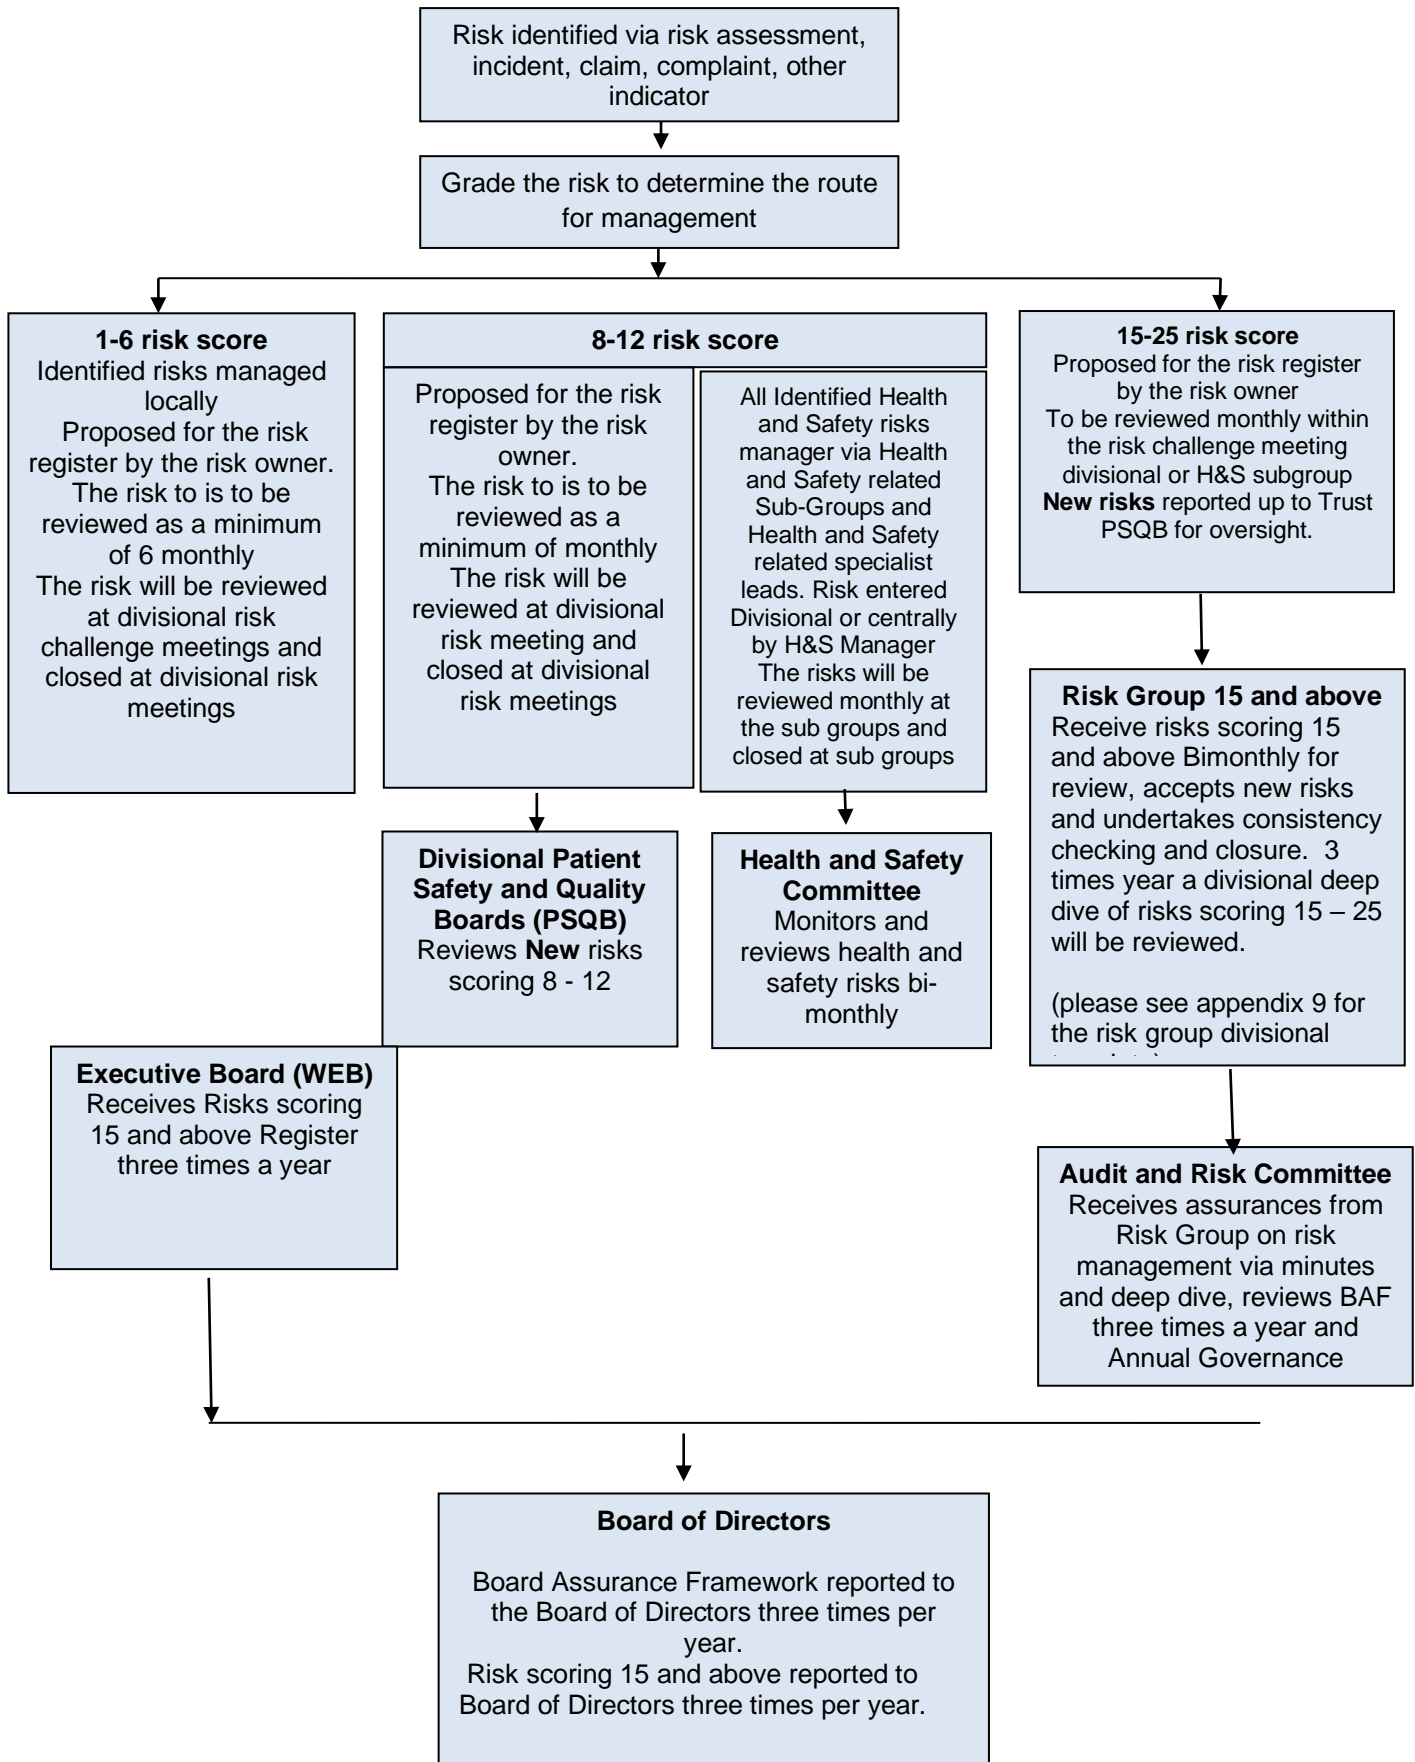 Risk identified via risk assessment,
incident, claim, complaint, other
indicator
Grade the risk to determine the route
for management
1-6 risk score
Identified risks managed
locally
Proposed for the risk
register by the risk owner.
The risk to is to be
reviewed as a minimum
of 6 monthly
The risk will be reviewed
at divisional risk
challenge meetings and
closed at divisional risk
meetings
8-12 risk score
Proposed for the risk
register by the risk
owner.
The risk to is to be
reviewed as a
minimum of monthly
The risk will be
reviewed at divisional
risk meeting and
closed at divisional
risk meetings
All Identified Health
and Safety risks
manager via Health
and Safety related
Sub-Groups and
Health and Safety
related specialist
leads. Risk entered
Divisional or centrally
by H&S Manager
The risks will be
reviewed monthly at
the sub groups and
closed at sub groups
15-25 risk score
Proposed for the risk register
by the risk owner
To be reviewed monthly within
the risk challenge meeting
divisional or H&S subgroup
New risks reported up to Trust
PSQB for oversight.
Divisional Patient
Safety and Quality
Boards (PSQB)
Reviews New risks
scoring 8 - 12
Health and Safety
Committee
Monitors and
reviews health and
safety risks bi-
monthly
Risk Group 15 and above
Receive risks scoring 15
and above Bimonthly for
review, accepts new risks
and undertakes consistency
checking and closure.  3
times year a divisional deep
dive of risks scoring 15 – 25
will be reviewed.
(please see appendix 9 for
the risk group divisional
Executive Board (WEB)
Receives Risks scoring
15 and above Register
three times a year
Audit and Risk Committee
Receives assurances from
Risk Group on risk
management via minutes
and deep dive, reviews BAF
three times a year and
Annual Governance
Board of Directors
Board Assurance Framework reported to
the Board of Directors three times per
year.
Risk scoring 15 and above reported to
Board of Directors three times per year.